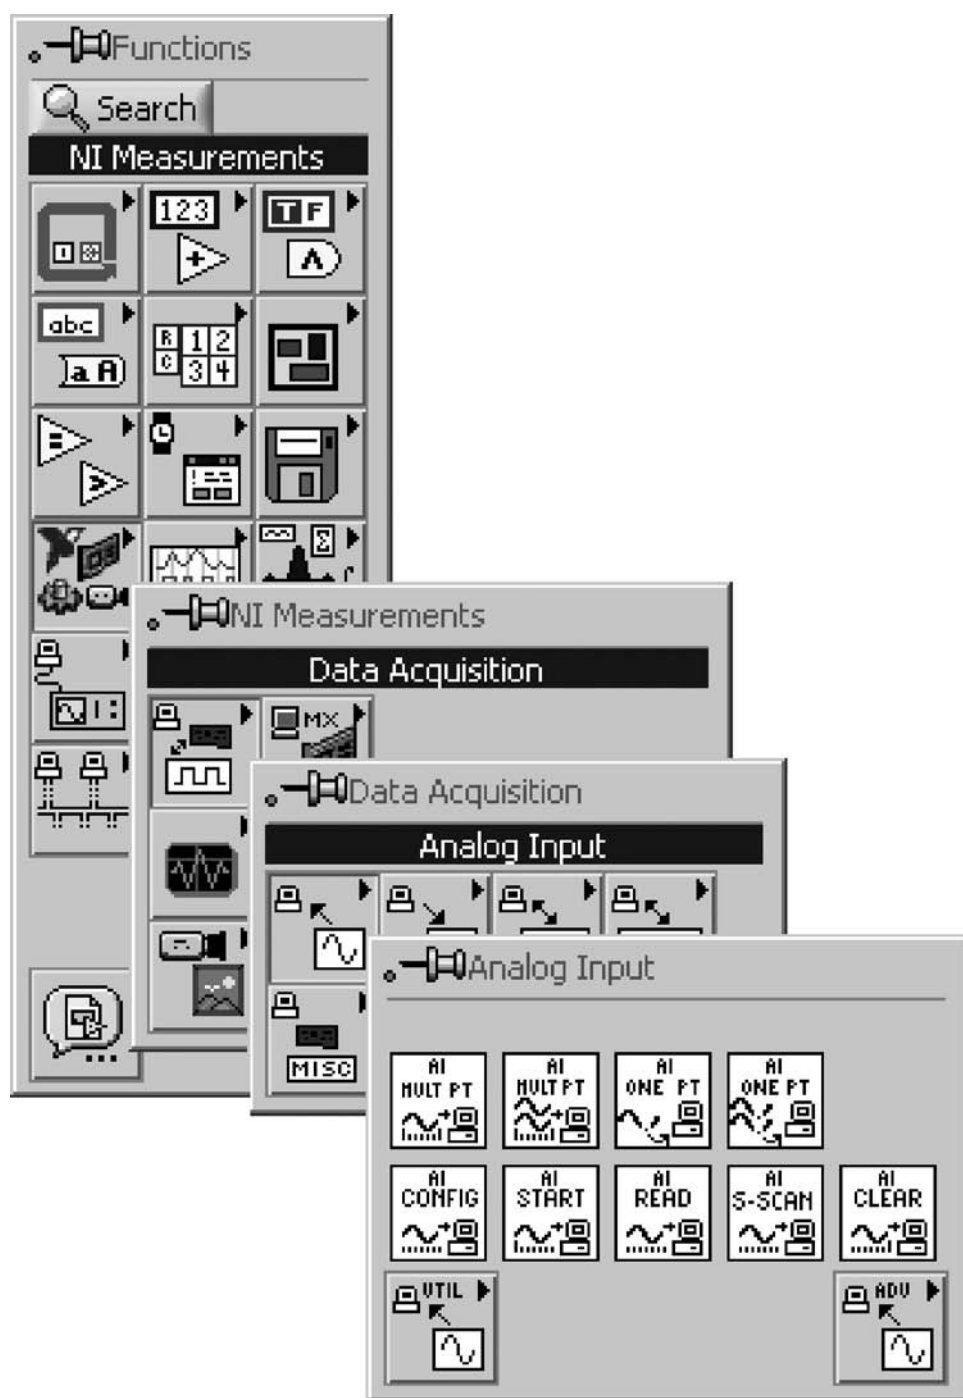 Functions
Search
NI Measurements
123
T F
abc
a A
R 1 2
C 3 4
NI Measurements
Data Acquisition
MX
Data Acquisition
Analog Input
MISC
Analog Input
AI MULT PT
AI MULT PT
AI ONE PT
AI ONE PT
AI CONFIG
AI START
AI READ
AI S-SCAN
AI CLEAR
UTIL
ADV